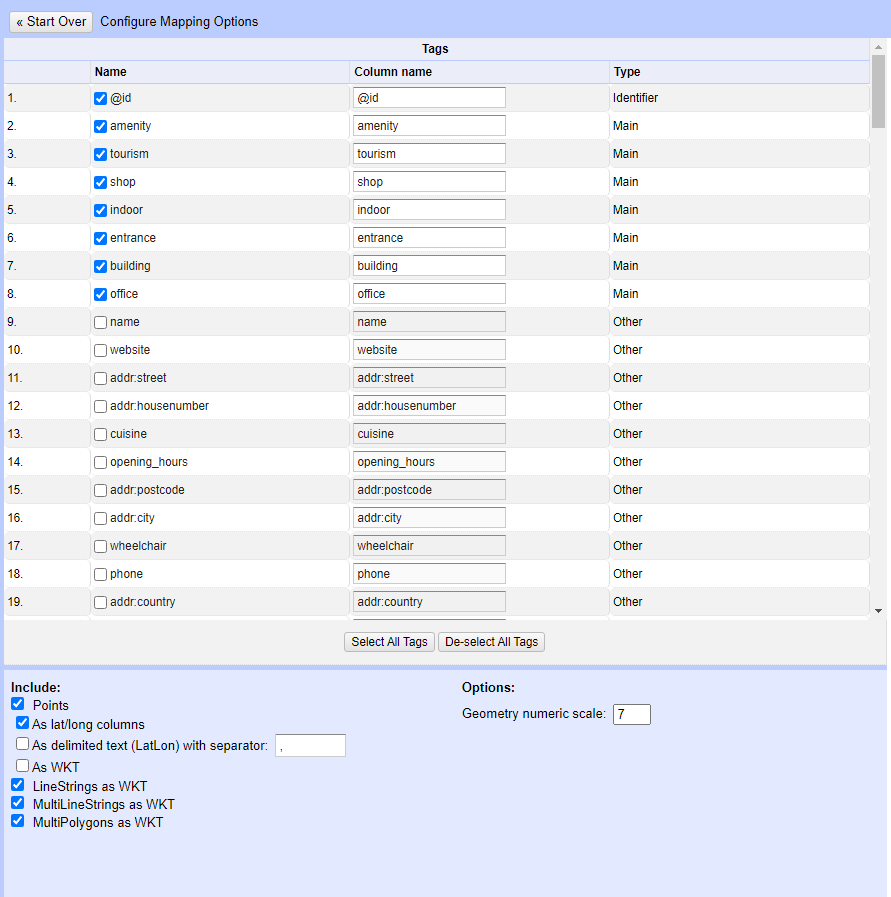 « Start Over Configure Mapping Options
Tags
Name Column name Type
1. @id @id Identifier
2. amenity amenity Main
3. tourism tourism Main
4. shop shop Main
5. indoor indoor Main
6. entrance entrance Main
7. building building Main
8. office office Main
9. name name Other
10. website website Other
11. addr:street addr:street Other
12. addr:housenumber addr:housenumber Other
13. cuisine cuisine Other
14. opening_hours opening_hours Other
15. addr:postcode addr:postcode Other
16. addr:city addr:city Other
17. wheelchair wheelchair Other
18. phone phone Other
19. addr:country addr:country Other
Select All Tags De-select All Tags
Include:
Points
As lat/long columns
As delimited text (LatLon) with separator: ,
As WKT
LineStrings as WKT
MultiLineStrings as WKT
MultiPolygons as WKT
Options:
Geometry numeric scale: 7